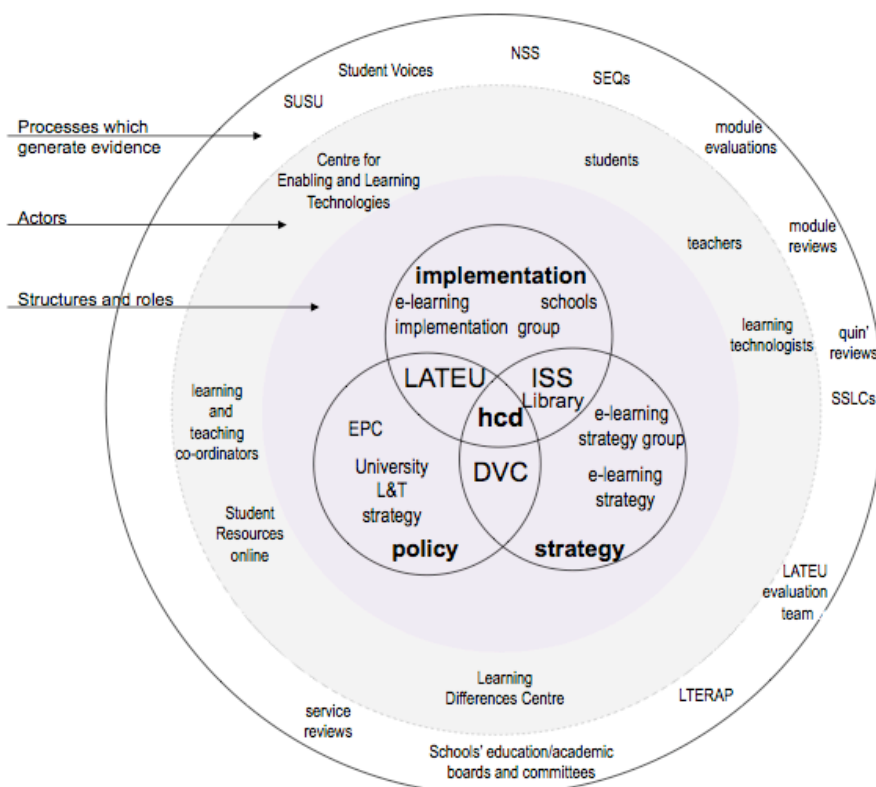 NSS
Student Voices
SEQs
SUSU
Processes which
generate evidence
module
evaluations
Centre for
Enabling and Learning
Technologies
students
Actors
module
reviews
teachers
implementation
e-learning schools
implementation group
Structures and roles
learning
technologists
quin'
reviews
LATEU
ISS
Library
SSLCs
learning
and
teaching
co-ordinators
hcd
e-learning
strategy group
EPC
University
L&T
strategy
DVC
e-learning
strategy
Student
Resources
online
policy
strategy
LATEU
evaluation
team
Learning
Differences Centre
LTERAP
service
reviews
Schools' education/academic
boards and committees